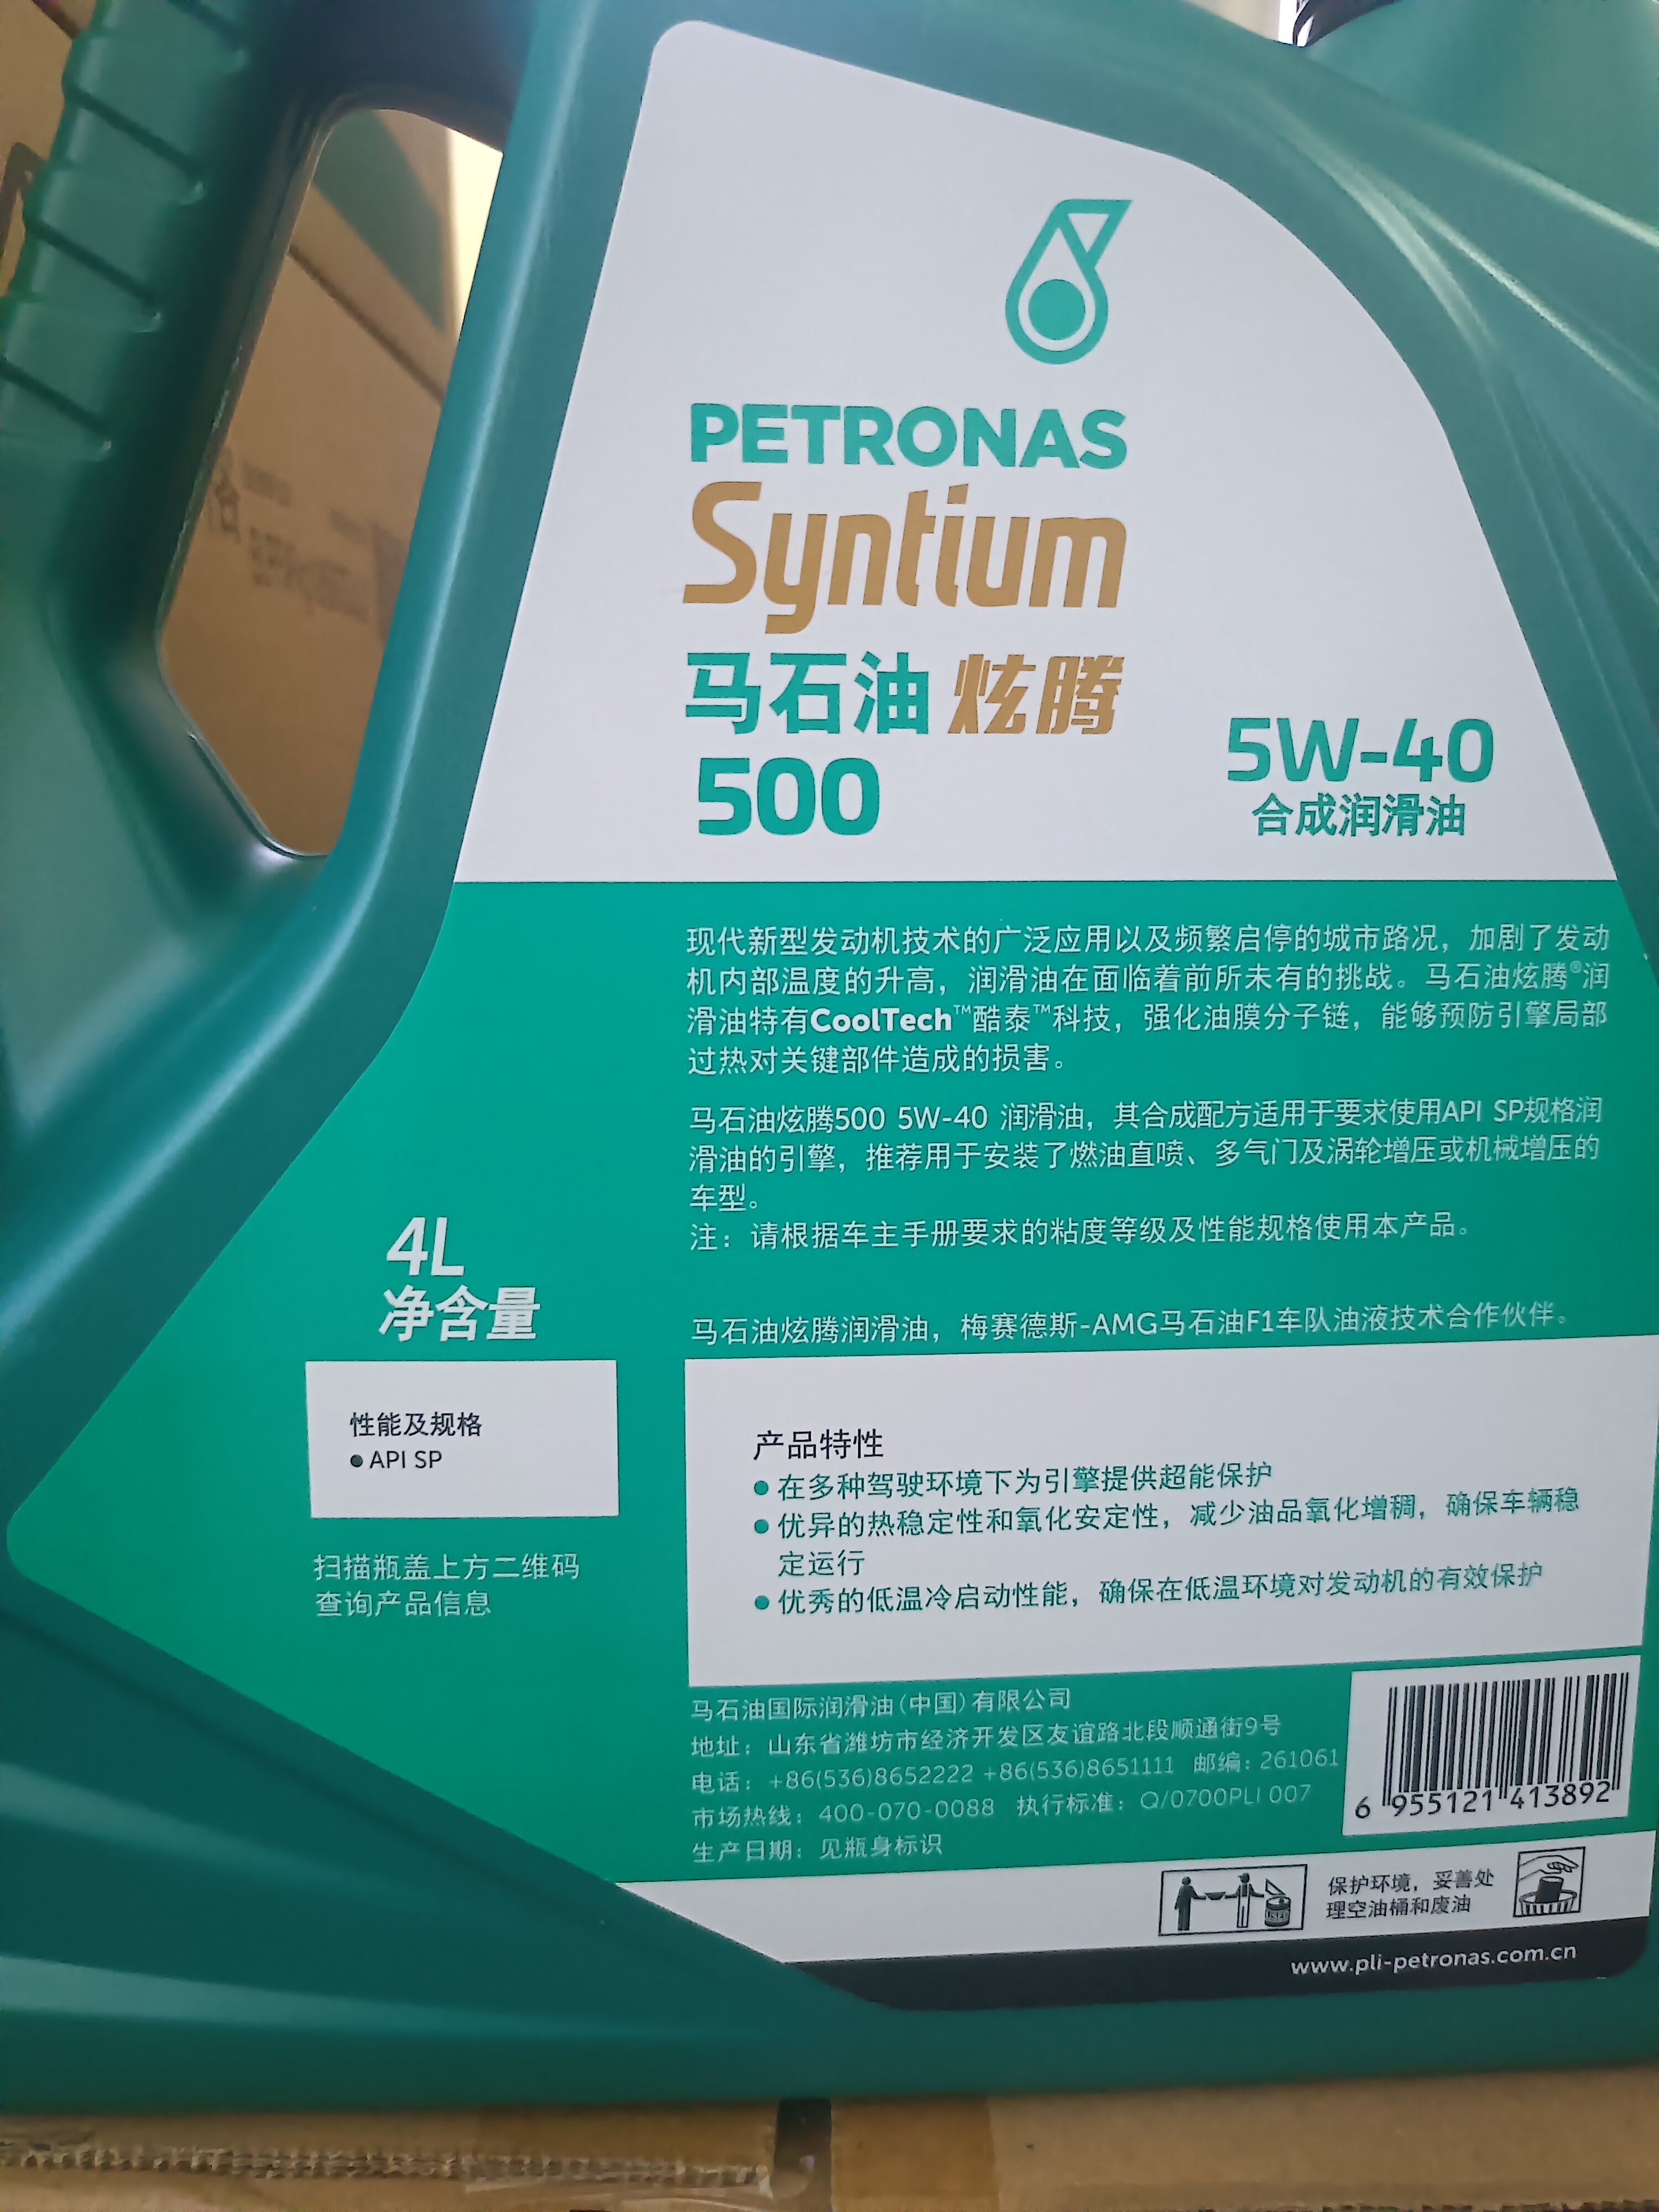 PETRONAS
Syntium
马石油 炫腾
500
5W-40
合成润滑油
现代新型发动机技术的广泛应用以及频繁启停的城市路况，加剧了发动
机内部温度的升高，润滑油在面临着前所未有的挑战。马石油炫腾®润
滑油特有CoolTech™酷泰™科技，强化油膜分子链，能够预防引擎局部
过热对关键部件造成的损害。
马石油炫腾500 5W-40 润滑油，其合成配方适用于要求使用API SP规格润
滑油的引擎，推荐用于安装了燃油直喷、多气门及涡轮增压或机械增压的
车型。
注：请根据车主手册要求的粘度等级及性能规格使用本产品。
马石油炫腾润滑油，梅赛德斯-AMG马石油F1车队油液技术合作伙伴。
4L
净含量
性能及规格
● API SP
扫描瓶盖上方二维码
查询产品信息
产品特性
● 在多种驾驶环境下为引擎提供超能保护
● 优异的热稳定性和氧化安定性，减少油品氧化增稠，确保车辆稳
定运行
● 优秀的低温冷启动性能，确保在低温环境对发动机的有效保护
马石油国际润滑油（中国）有限公司
地址：山东省潍坊市经济开发区友谊路北段顺通街9号
电话：+86(536)8652222 +86(536)8651111 邮编：261061
市场热线：400-070-0088 执行标准：Q/0700PLI 007
生产日期：见瓶身标识
6 955121 413892
保护环境，妥善处
理空油桶和废油
www.pli-petronas.com.cn